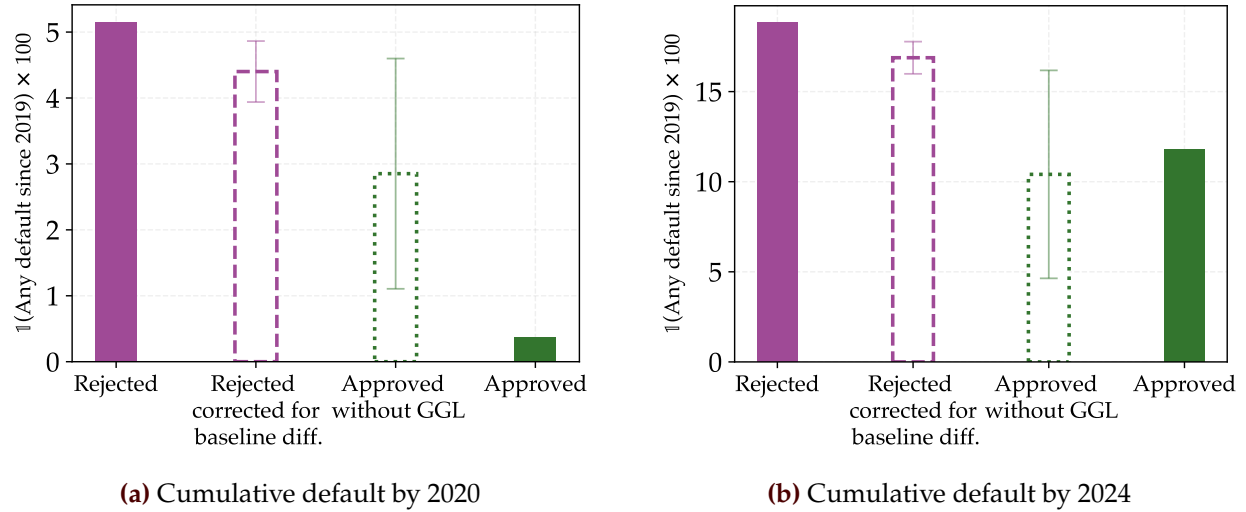 𝟙(Any default since 2019) × 100
5
4
3
2
1
0
Rejected
Rejected
corrected for
baseline diff.
Approved
without GGL
Approved
(a) Cumulative default by 2020
𝟙(Any default since 2019) × 100
15
10
5
0
Rejected
Rejected
corrected for
baseline diff.
Approved
without GGL
Approved
(b) Cumulative default by 2024